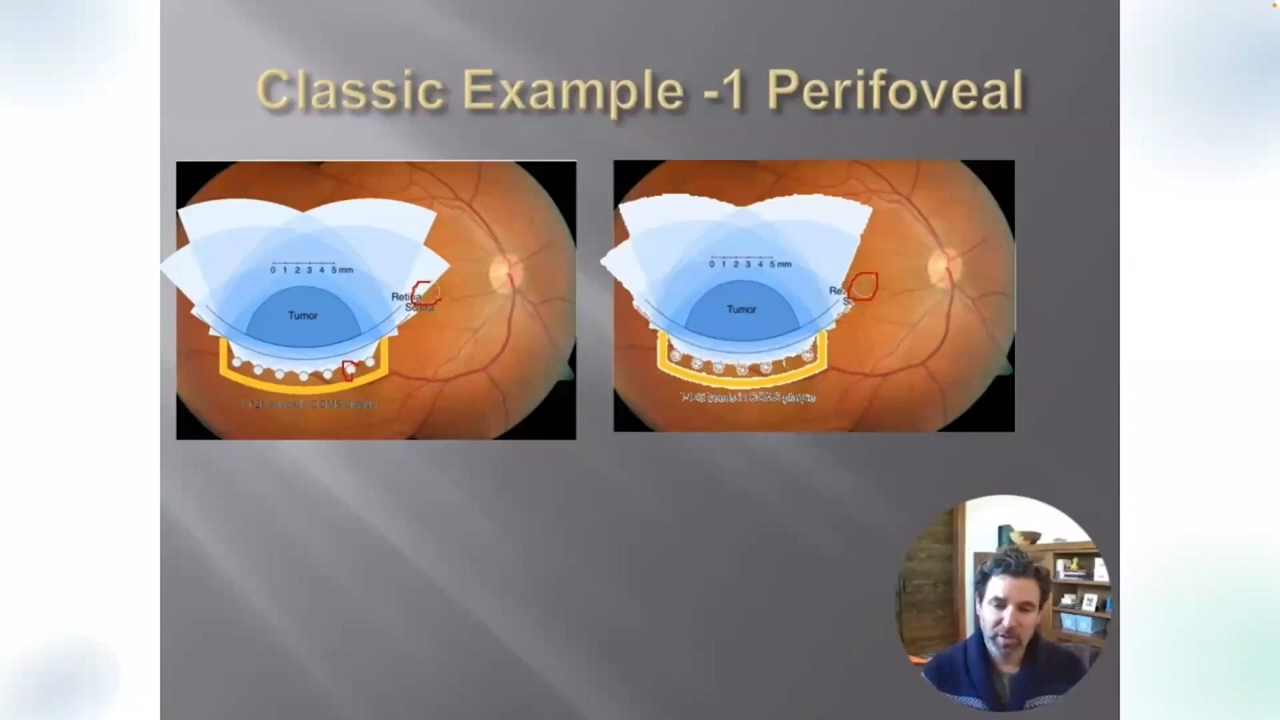 Classic Example -1 Perifoveal
0 1 2 3 4 5 mm
Retina
Sclera
Tumor
0 1 2 3 4 5 mm
Re
S
Tumor